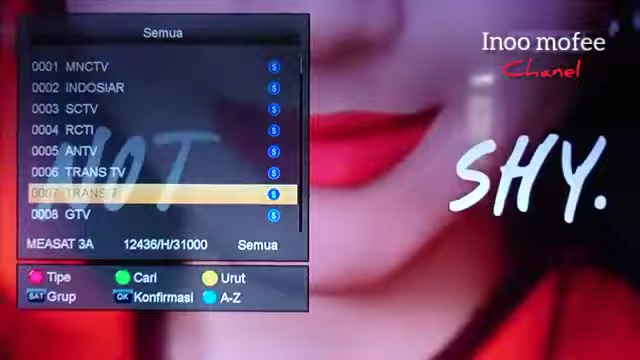 Semua
0001 MNCTV
0002 INDOSIAR
0003 SCTV
0004 RCTI
0005 ANTV
0006 TRANS TV
0007 TRANS 7
0008 GTV
MEASAT 3A 12436/H/31000 Semua
Tipe Cari Urut
SAT Grup OK Konfirmasi A-Z
NOT SHY.
Inoo mofee
Chanel